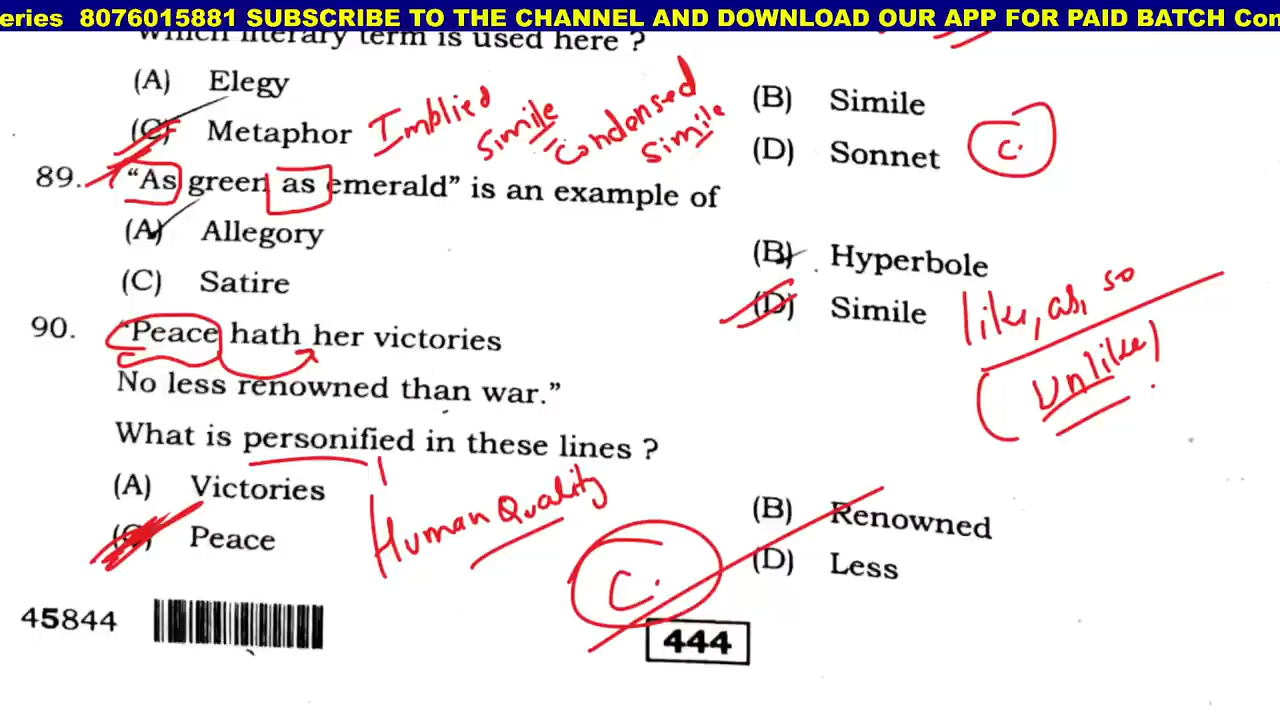 eries 8076015881 SUBSCRIBE TO THE CHANNEL AND DOWNLOAD OUR APP FOR PAID BATCH Con
Which literary term is used here ?
(A) Elegy
(B) Simile
(C) Metaphor
Implied Simile
Condensed Simile
(D) Sonnet
C.
89. “As green as emerald” is an example of
(A) Allegory
(B) Hyperbole
(C) Satire
(D) Simile
like, as, so
(Unlike)
90. “Peace hath her victories
No less renowned than war.”
What is personified in these lines ?
(A) Victories
Human Quality
(B) Renowned
(C) Peace
C.
(D) Less
45844
444